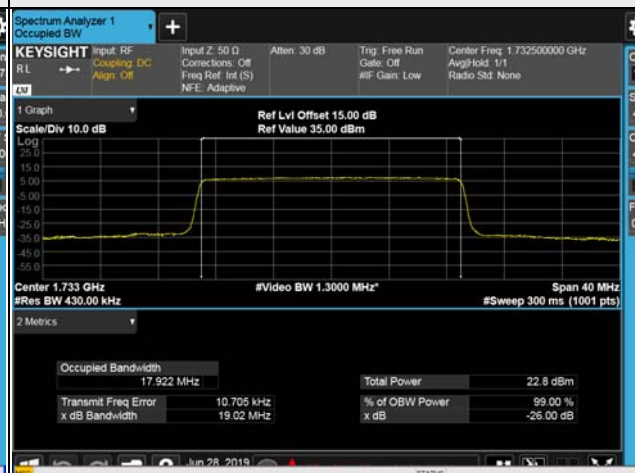 Spectrum Analyzer 1
Occupied BW
KEYSIGHT Input: RF Input Z: 50 Ω Atten: 30 dB Trig: Free Run Center Freq: 1.732500000 GHz
RL Coupling: DC Corrections: Off Gate: Off Avg|Hold: 1/1
Align: Off Freq Ref: Int (S) #IF Gain: Low Radio Std: None
LXI NFE: Adaptive
1 Graph
Ref Lvl Offset 15.00 dB
Scale/Div 10.0 dB Ref Value 35.00 dBm
Log
25.0
15.0
5.00
-5.00
-15.0
-25.0
-35.0
-45.0
-55.0
Center 1.733 GHz #Video BW 1.3000 MHz* Span 40 MHz
#Res BW 430.00 kHz #Sweep 300 ms (1001 pts)
2 Metrics
Occupied Bandwidth
17.922 MHz Total Power 22.8 dBm
Transmit Freq Error 10.705 kHz % of OBW Power 99.00 %
x dB Bandwidth 19.02 MHz x dB -26.00 dB
Jun 28, 2019
MSG STATUS